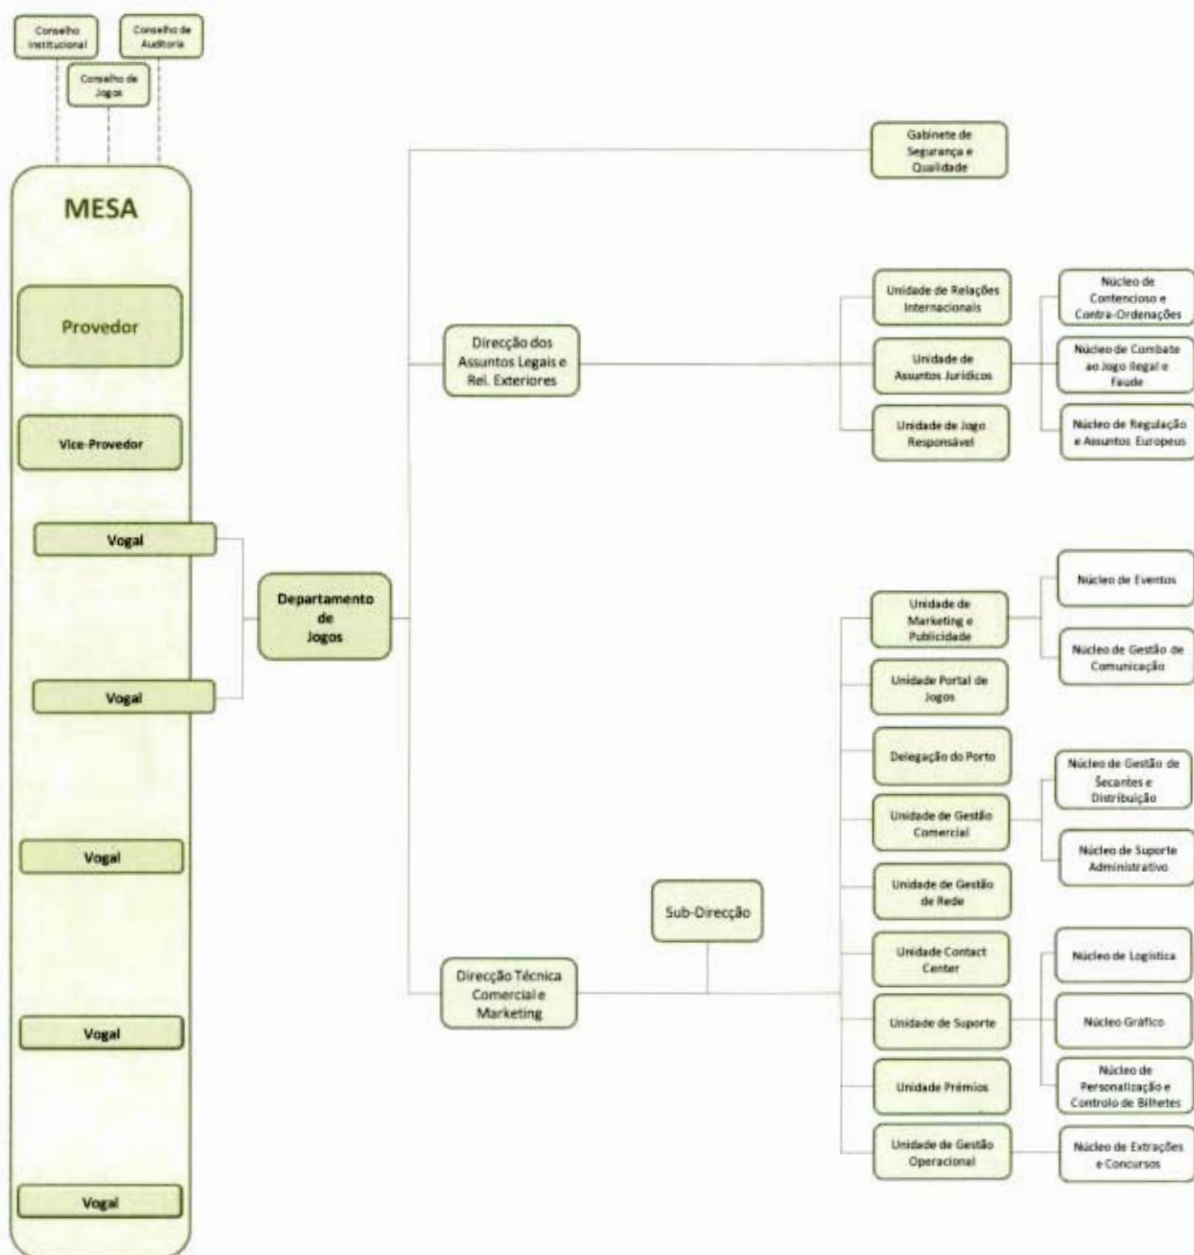 Conselho
Institucional
Conselho de
Auditoria
Conselho de
Jogos
MESA
Provedor
Vice-Provedor
Vogal
Vogal
Vogal
Vogal
Vogal
Departamento
de
Jogos
Gabinete de
Segurança e
Qualidade
Direcção dos
Assuntos Legais e
Rel. Exteriores
Unidade de Relações
Internacionais
Unidade de
Assuntos Jurídicos
Unidade de Jogo
Responsável
Núcleo de
Contencioso e
Contra-Ordenações
Núcleo de Combate
ao Jogo Ilegal e
Faude
Núcleo de Regulação
e Assuntos Europeus
Direcção Técnica
Comercial e
Marketing
Sub-Direcção
Unidade de
Marketing e
Publicidade
Núcleo de Eventos
Núcleo de Gestão de
Comunicação
Unidade Portal de
Jogos
Delegação do Porto
Unidade de Gestão
Comercial
Núcleo de Gestão de
Secantes e
Distribuição
Núcleo de Suporte
Administrativo
Unidade de Gestão
de Rede
Unidade Contact
Center
Unidade de Suporte
Núcleo de Logística
Núcleo Gráfico
Núcleo de
Personalização e
Controlo de Bilhetes
Unidade Prémios
Unidade de Gestão
Operacional
Núcleo de Extrações
e Concursos